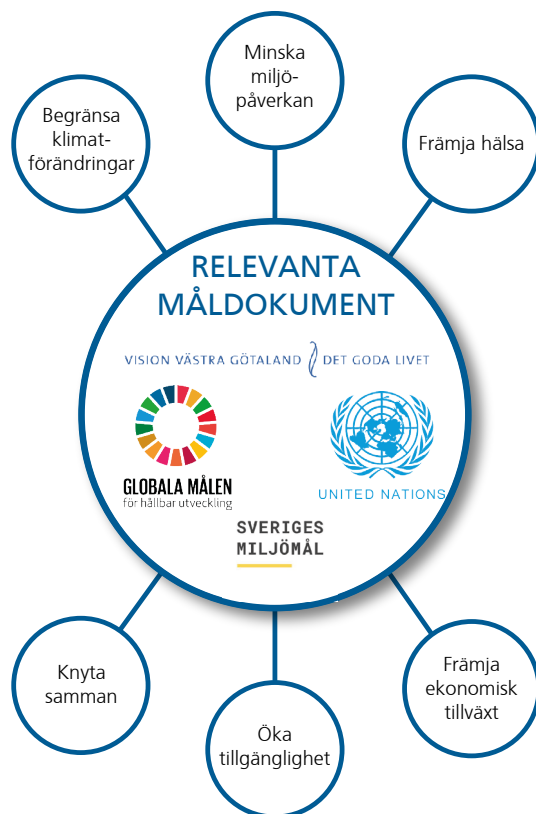 Minska
miljö-
påverkan
Begränsa
klimat-
förändringar
Främja hälsa
RELEVANTA
MÅLDOKUMENT
VISION VÄSTRA GÖTALAND DET GODA LIVET
GLOBALA MÅLEN
för hållbar utveckling
UNITED NATIONS
SVERIGES
MILJÖMÅL
Knyta
samman
Öka
tillgänglighet
Främja
ekonomisk
tillväxt